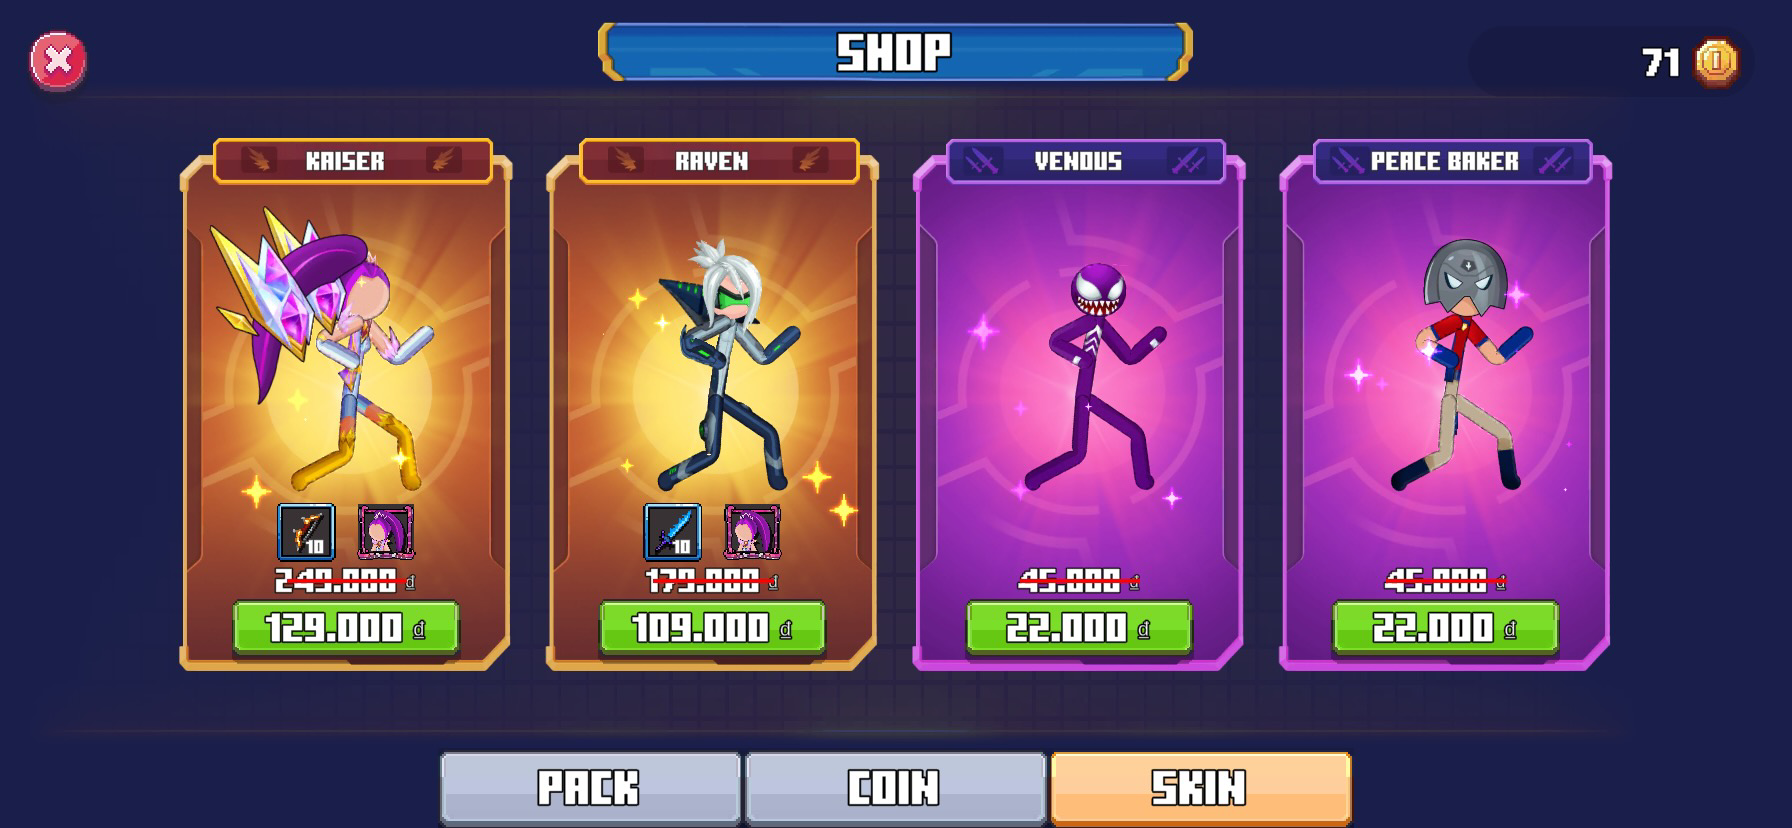 SHOP
71
KAISER
RAVEN
VENOUS
PEACE BAKER
10
10
249.000 đ
179.000 đ
45.000 đ
45.000 đ
129.000 đ
109.000 đ
22.000 đ
22.000 đ
PACK
COIN
SKIN